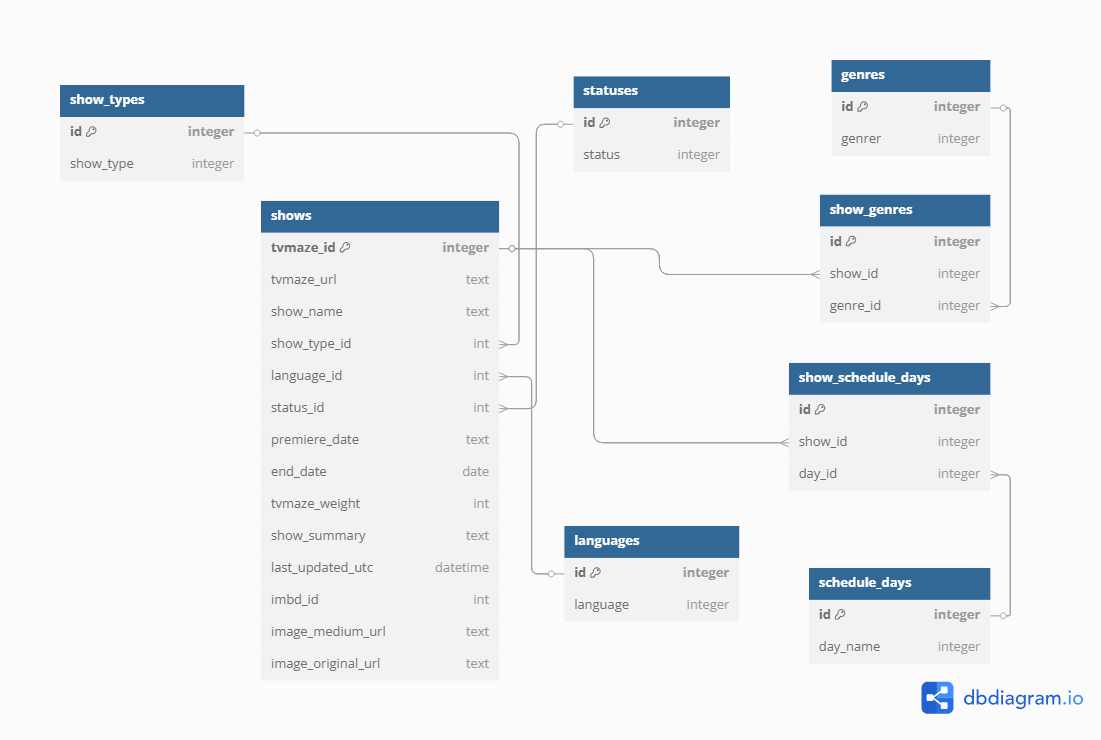 show_types
id integer
show_type integer
statuses
id integer
status integer
genres
id integer
genrer integer
shows
tvmaze_id integer
tvmaze_url text
show_name text
show_type_id int
language_id int
status_id int
premiere_date text
end_date date
tvmaze_weight int
show_summary text
last_updated_utc datetime
imbd_id int
image_medium_url text
image_original_url text
show_genres
id integer
show_id integer
genre_id integer
show_schedule_days
id integer
show_id integer
day_id integer
languages
id integer
language integer
schedule_days
id integer
day_name integer
dbdiagram.io